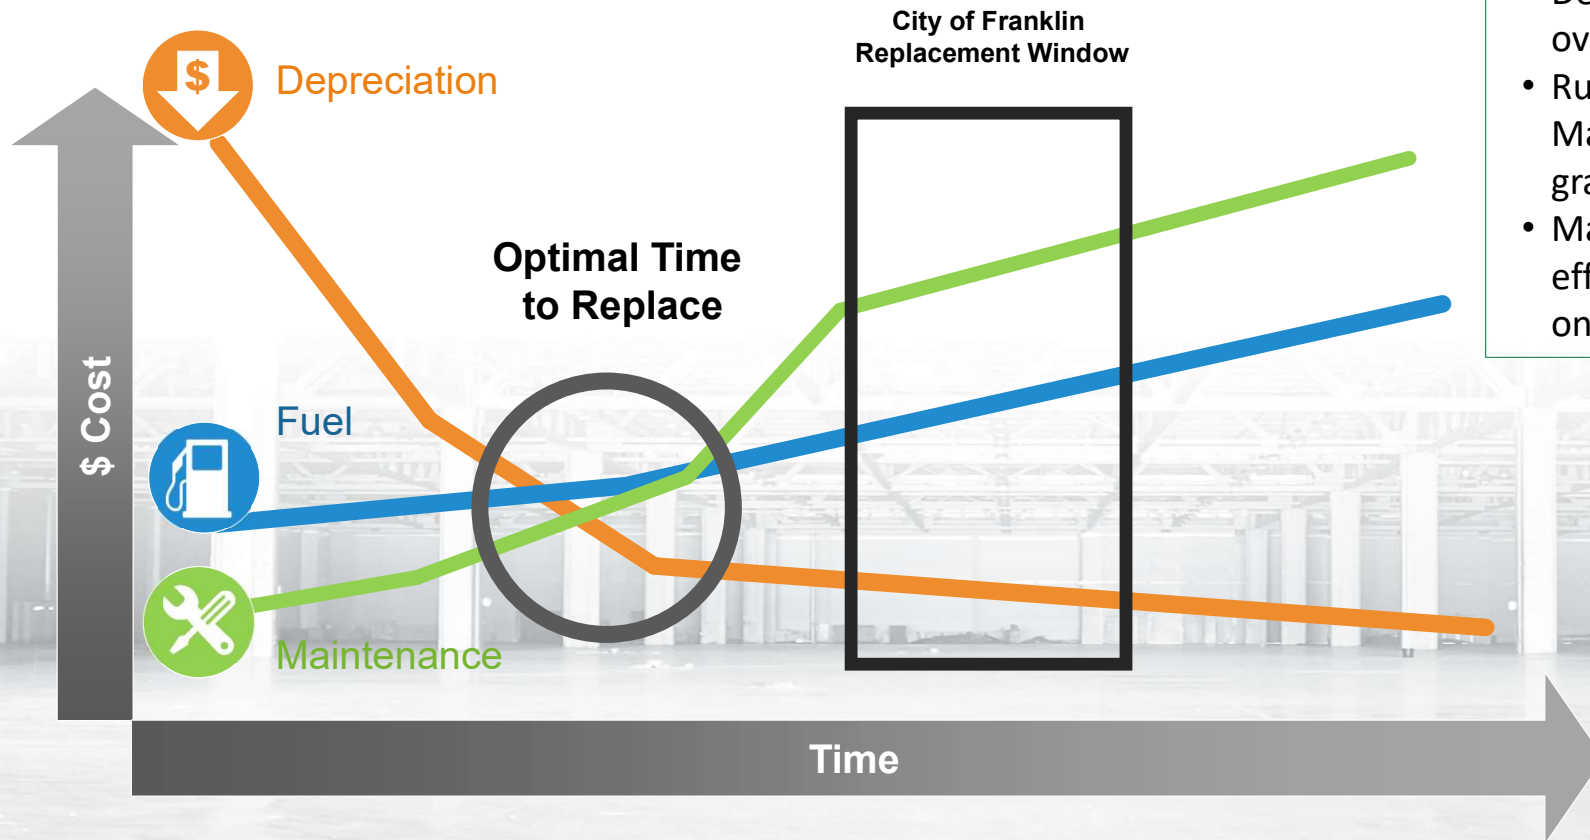 City of Franklin
Replacement Window
$
Depreciation
Optimal Time
to Replace
$ Cost
Fuel
Maintenance
Time
•
•